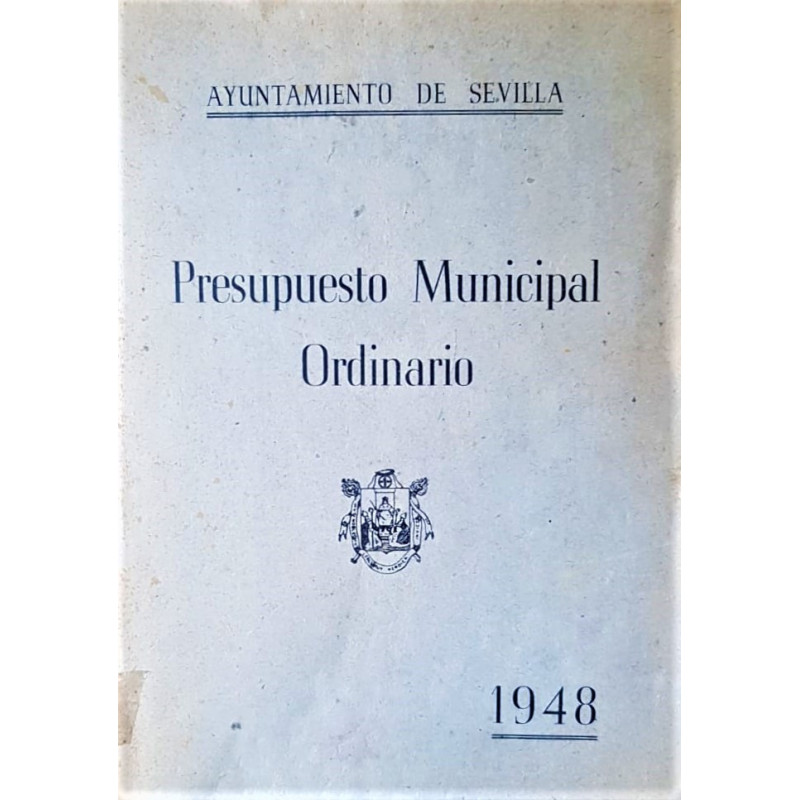 AYUNTAMIENTO DE SEVILLA
Presupuesto Municipal
Ordinario
1948